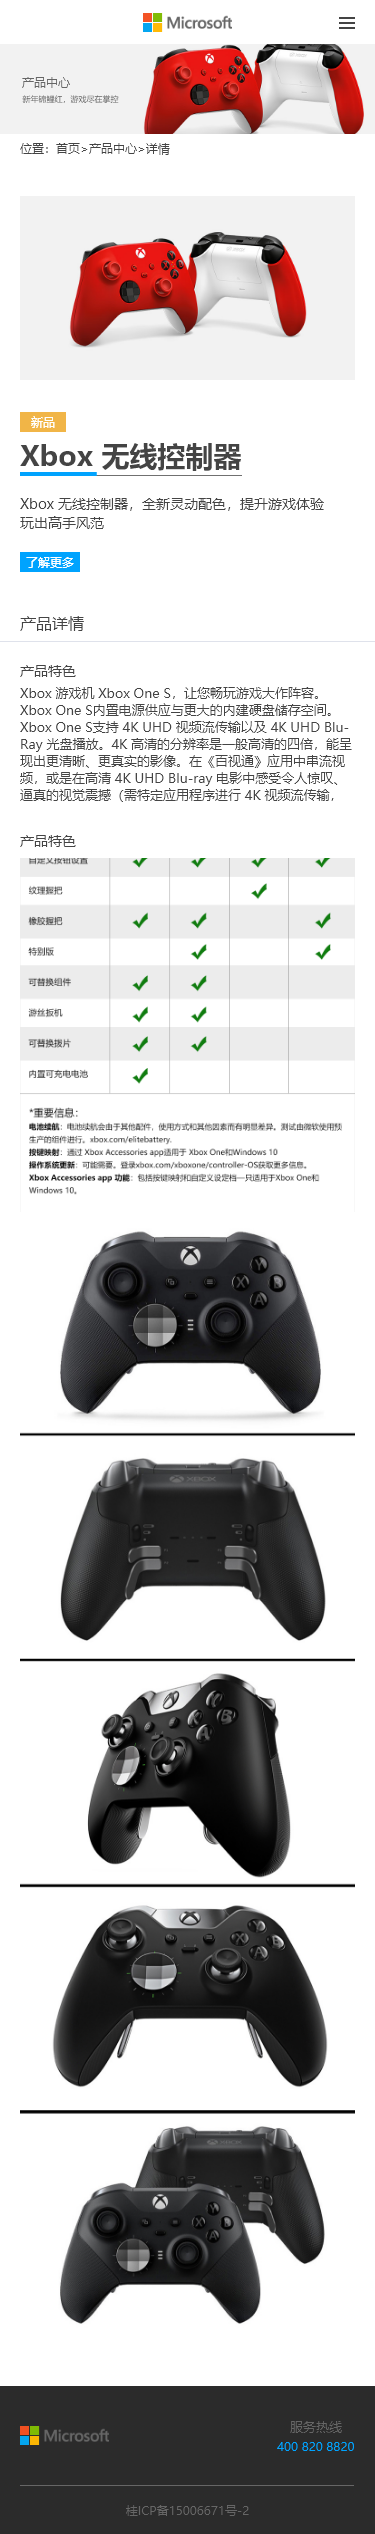 Microsoft
产品中心
新年锦鲤红，游戏尽在掌控
位置：首页>产品中心>详情
新品
Xbox 无线控制器
Xbox 无线控制器，全新灵动配色，提升游戏体验
玩出高手风范
了解更多
产品详情
产品特色
Xbox 游戏机 Xbox One S，让您畅玩游戏大作阵容。
Xbox One S内置电源供应与更大的内建硬盘储存空间。
Xbox One S支持 4K UHD 视频流传输以及 4K UHD Blu-
Ray 光盘播放。4K 高清的分辨率是一般高清的四倍，能呈
现出更清晰、更真实的影像。在《百视通》应用中串流视
频，或是在高清 4K UHD Blu-ray 电影中感受令人惊叹、
逼真的视觉震撼（需特定应用程序进行 4K 视频流传输，
产品特色
自定义按钮设置
纹理握把
橡胶握把
特别版
可替换组件
游丝扳机
可替换拨片
内置可充电电池
*重要信息：
电池续航：电池续航会由于其他配件，使用方式和其他因素而有明显差异。测试由微软使用预
生产的组件进行。xbox.com/elitebattery.
按键映射：通过 Xbox Accessories app适用于 Xbox One和Windows 10
操作系统更新：可能需要。登录xbox.com/xboxone/controller-OS获取更多信息。
Xbox Accessories app 功能：包括按键映射和自定义设定档—只适用于Xbox One和
Windows 10。
Y
X B
A
XBOX
Y
X B
A
Y
X B
A
XBOX
Y
X B
A
Microsoft
服务热线
400 820 8820
桂ICP备15006671号-2